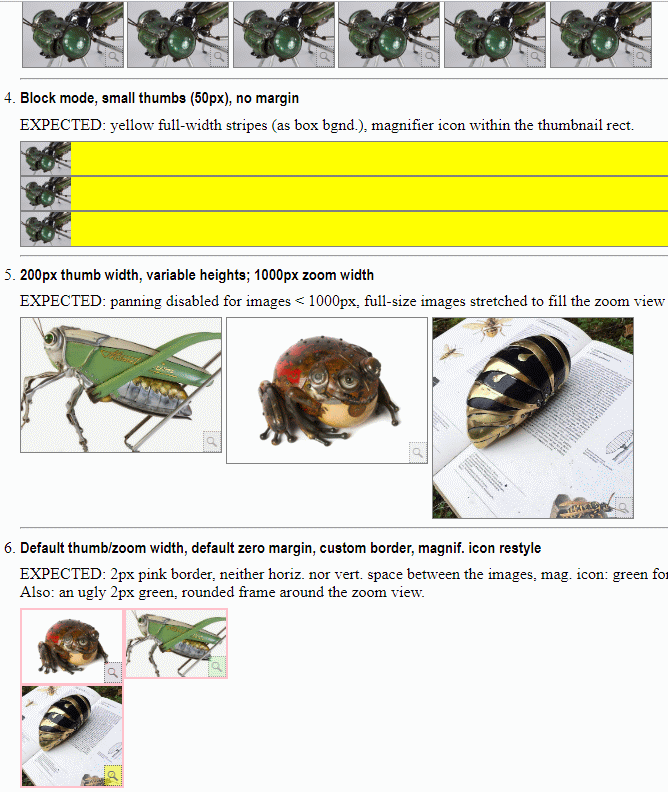 4. Block mode, small thumbs (50px), no margin
EXPECTED: yellow full-width stripes (as box bgnd.), magnifier icon within the thumbnail rect.
5. 200px thumb width, variable heights; 1000px zoom width
EXPECTED: panning disabled for images < 1000px, full-size images stretched to fill the zoom view
6. Default thumb/zoom width, default zero margin, custom border, magnif. icon restyle
EXPECTED: 2px pink border, neither horiz. nor vert. space between the images, mag. icon: green for
Also: an ugly 2px green, rounded frame around the zoom view.